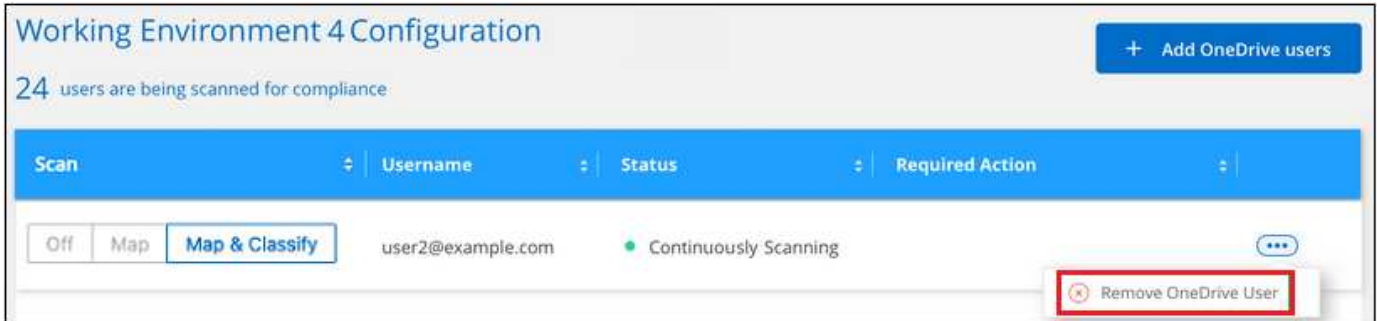 Working Environment 4 Configuration
+ Add OneDrive users
24 users are being scanned for compliance
Scan Username Status Required Action
Off Map Map & Classify user2@example.com Continuously Scanning
Remove OneDrive User